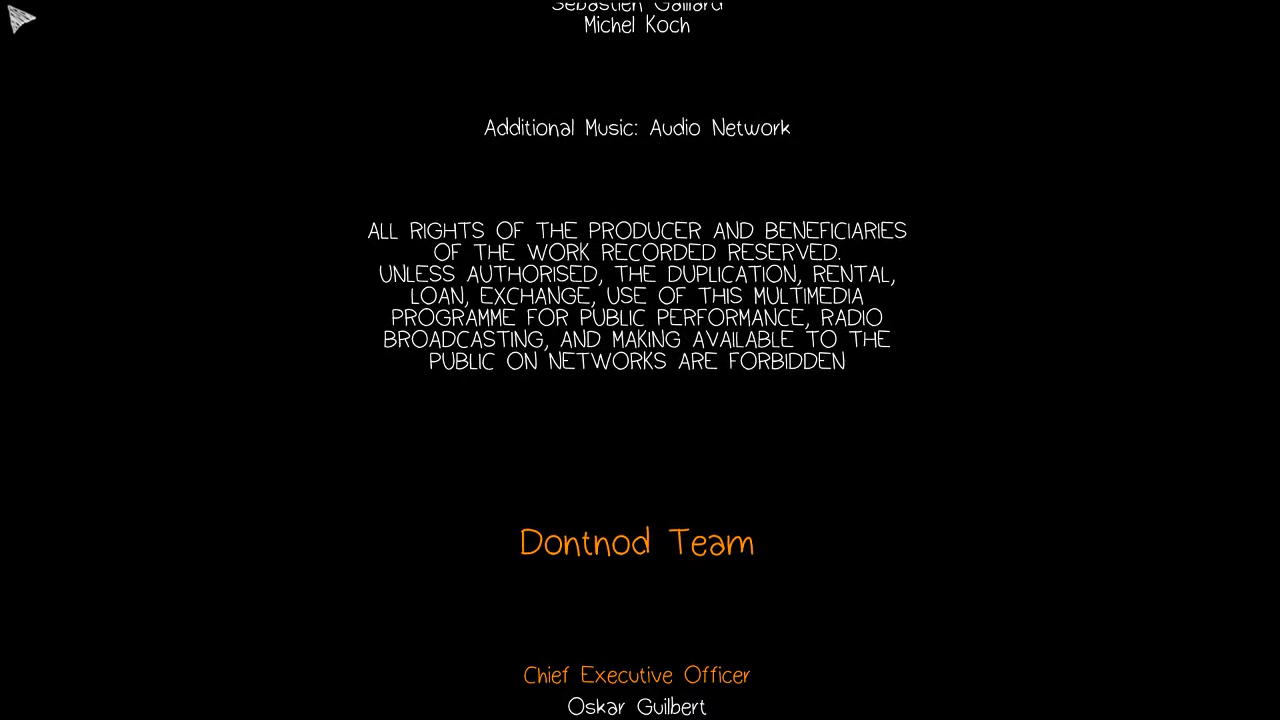 Sebastien Gaillard
Michel Koch
Additional Music: Audio Network
ALL RIGHTS OF THE PRODUCER AND BENEFICIARIES
OF THE WORK RECORDED RESERVED.
UNLESS AUTHORISED, THE DUPLICATION, RENTAL,
LOAN, EXCHANGE, USE OF THIS MULTIMEDIA
PROGRAMME FOR PUBLIC PERFORMANCE, RADIO
BROADCASTING, AND MAKING AVAILABLE TO THE
PUBLIC ON NETWORKS ARE FORBIDDEN
Dontnod Team
Chief Executive Officer
Oskar Guilbert